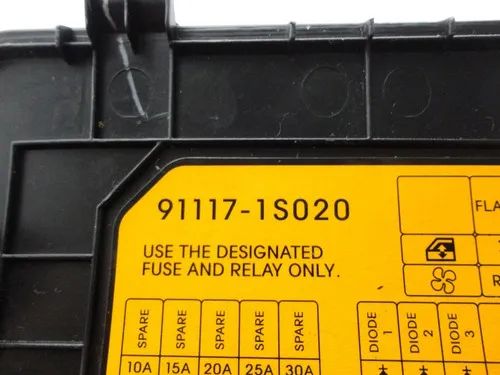 91117-1S020
USE THE DESIGNATED
FUSE AND RELAY ONLY.
SPARE SPARE SPARE SPARE SPARE
10A 15A 20A 25A 30A
FLA
R
DIODE 1 DIODE 2 DIODE 3